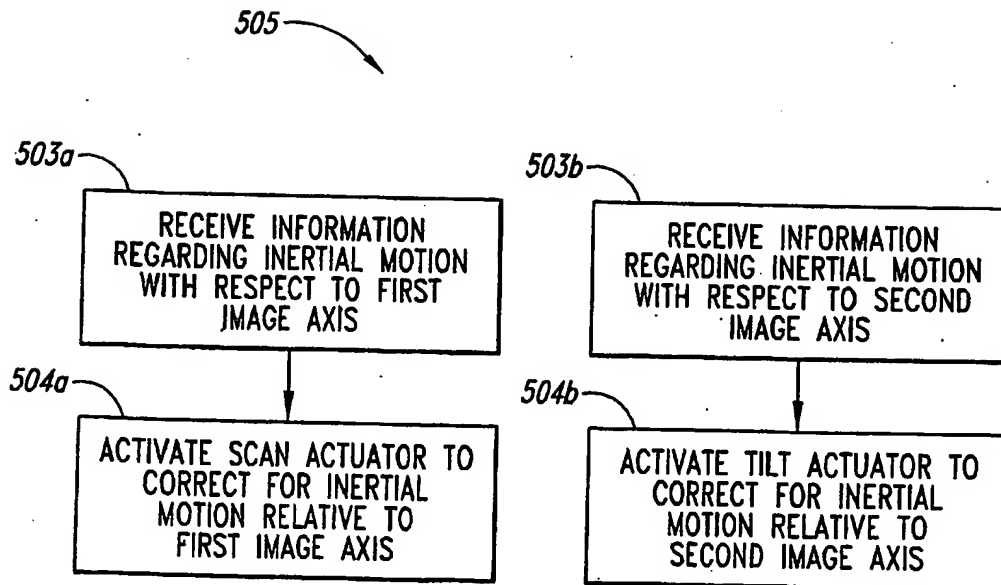 505
503a
RECEIVE INFORMATION
REGARDING INERTIAL MOTION
WITH RESPECT TO FIRST
IMAGE AXIS
504a
ACTIVATE SCAN ACTUATOR TO
CORRECT FOR INERTIAL
MOTION RELATIVE TO
FIRST IMAGE AXIS
503b
RECEIVE INFORMATION
REGARDING INERTIAL MOTION
WITH RESPECT TO SECOND
IMAGE AXIS
504b
ACTIVATE TILT ACTUATOR TO
CORRECT FOR INERTIAL
MOTION RELATIVE TO
SECOND IMAGE AXIS